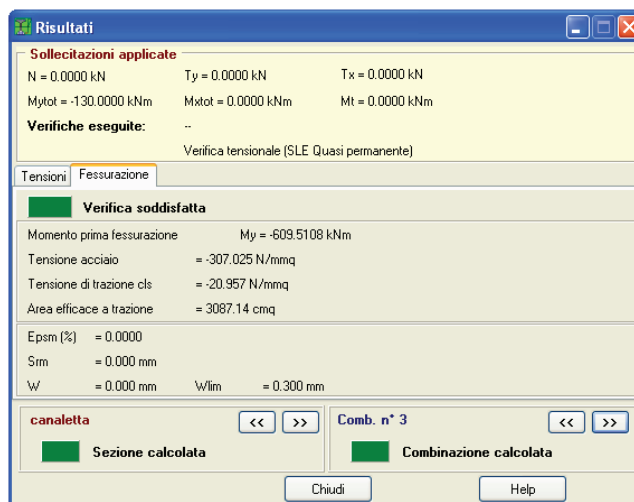 Risultati
Sollecitazioni applicate
N = 0.0000 kN Ty = 0.0000 kN Tx = 0.0000 kN
Mytot = -130.0000 kNm Mxtot = 0.0000 kNm Mt = 0.0000 kNm
Verifiche eseguite: --
Verifica tensionale (SLE Quasi permanente)
Tensioni Fessurazione
Verifica soddisfatta
Momento prima fessurazione My = -609.5108 kNm
Tensione acciaio = -307.025 N/mmq
Tensione di trazione cls = -20.957 N/mmq
Area efficace a trazione = 3087.14 cmq
Epsm (%) = 0.0000
Srm = 0.000 mm
W = 0.000 mm Wlim = 0.300 mm
canaletta << >> Comb. n° 3 << >>
Sezione calcolata Combinazione calcolata
Chiudi Help